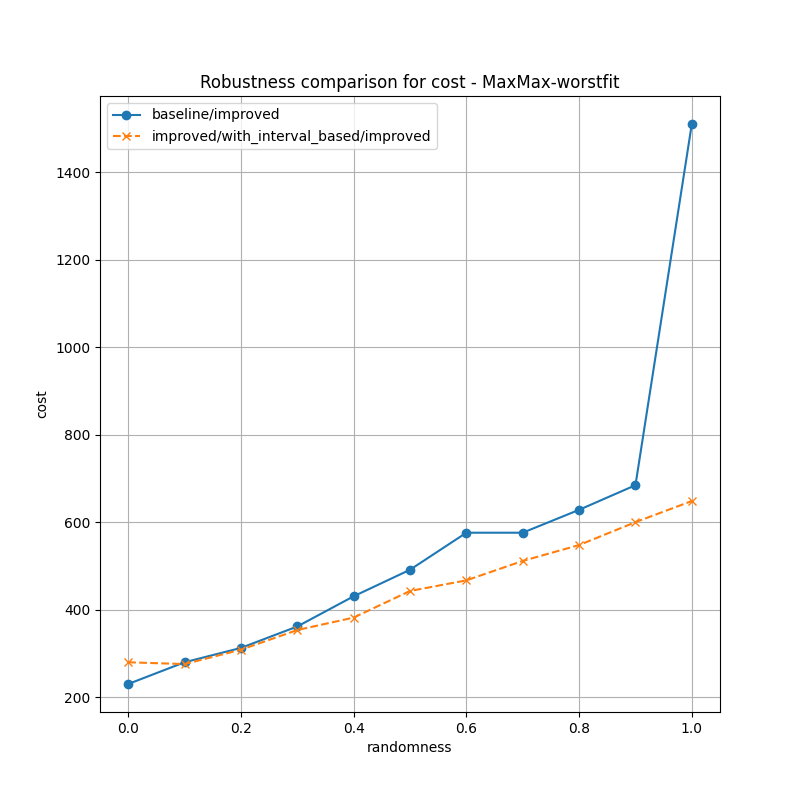 Robustness comparison for cost - MaxMax-worstfit
baseline/improved
improved/with_interval_based/improved
1400
1200
1000
800
600
400
200
cost
0.0 0.2 0.4 0.6 0.8 1.0
randomness